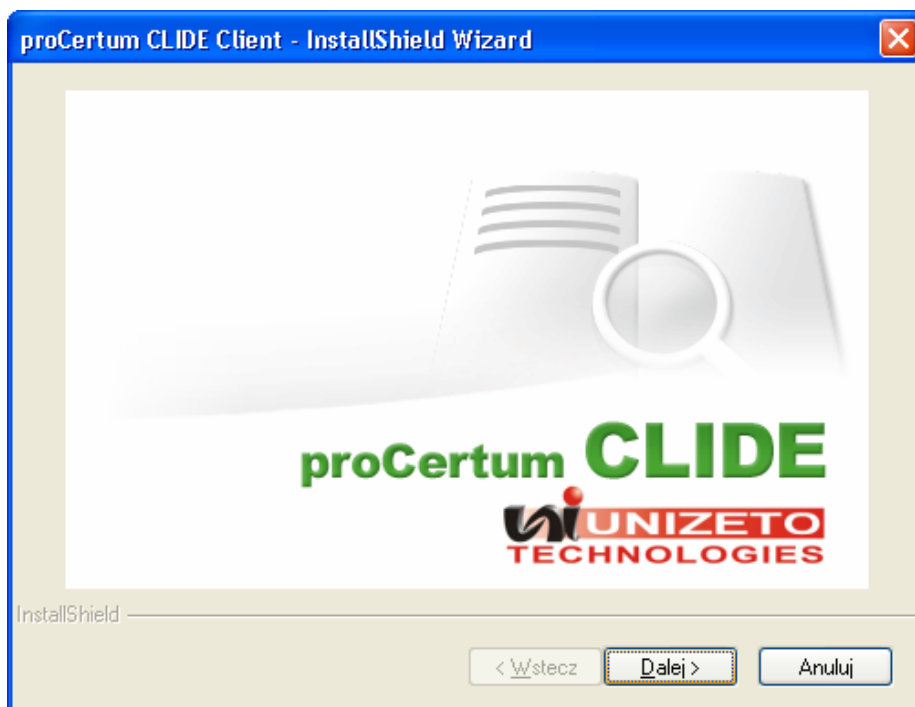 proCertum CLIDE Client - InstallShield Wizard
proCertum CLIDE
UNIZETO
TECHNOLOGIES
InstallShield
< Wstecz Dalej > Anuluj